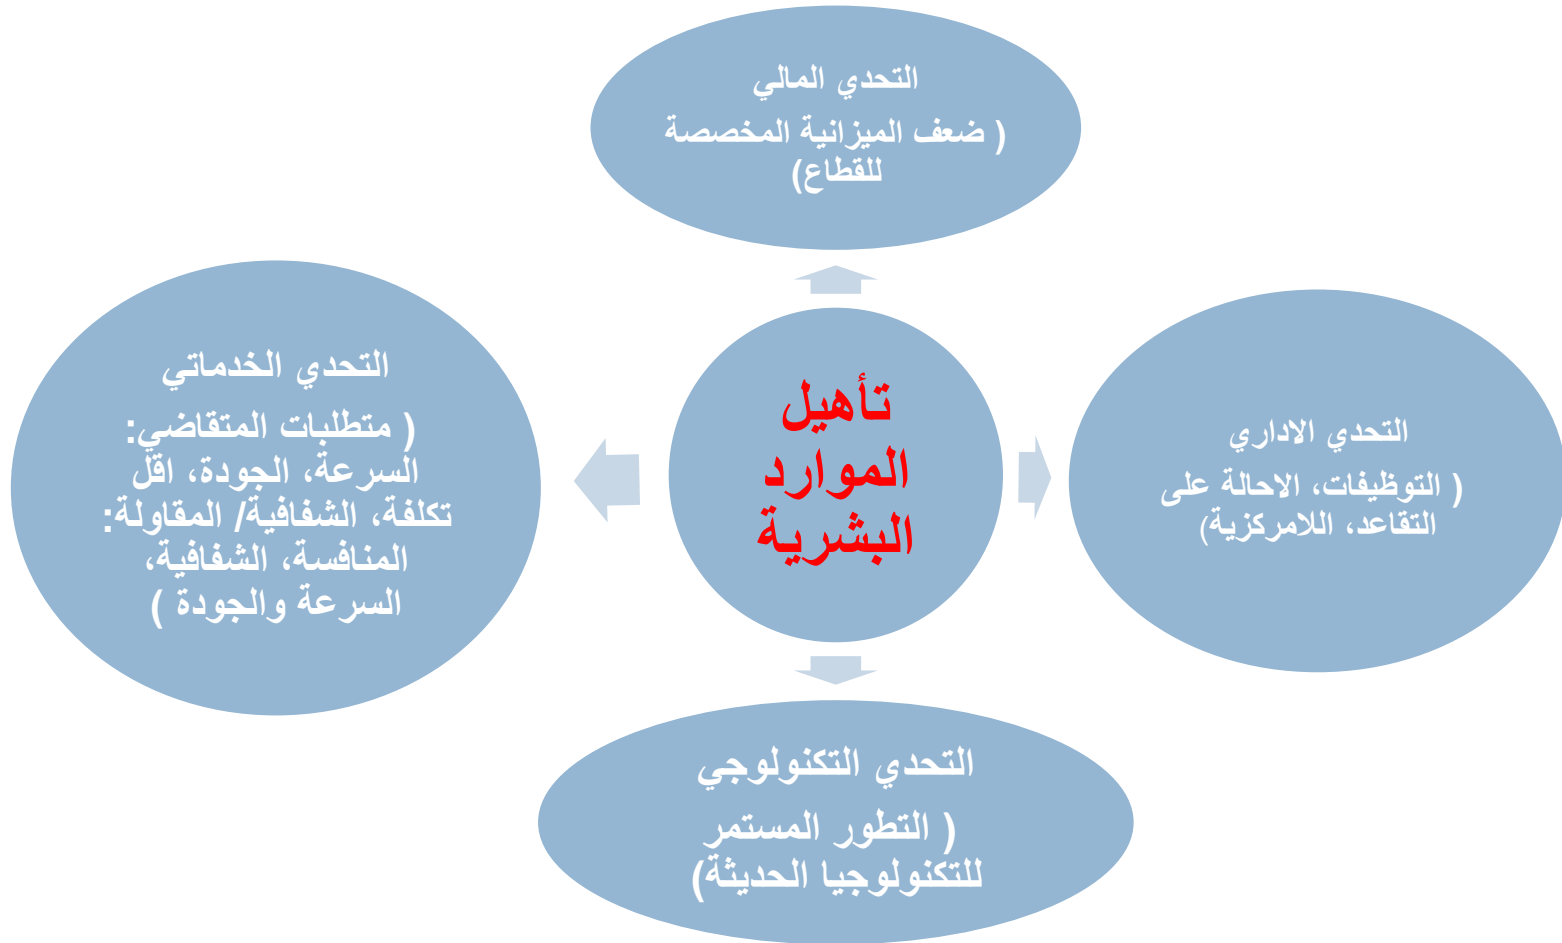 التحدي المالي
( ضعف الميزانية المخصصة
للقطاع)
التحدي الاداري
( التوظيفات، الاحالة على
التقاعد، اللامركزية)
تأهيل
الموارد
البشرية
التحدي الخدماتي
( متطلبات المتقاضي:
السرعة، الجودة، اقل
تكلفة، الشفافية/ المقاولة:
المنافسة، الشفافية،
السرعة والجودة )
التحدي التكنولوجي
( التطور المستمر
للتكنولوجيا الحديثة)